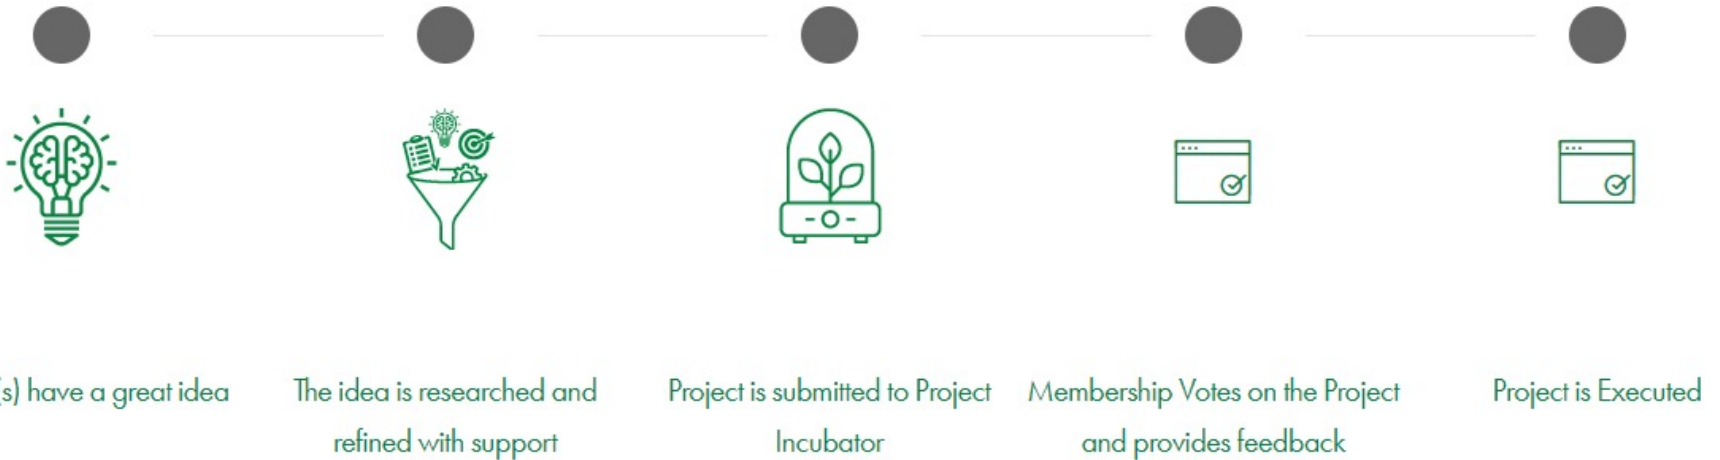 (s) have a great idea
The idea is researched and
refined with support
Project is submitted to Project
Incubator
Membership Votes on the Project
and provides feedback
Project is Executed